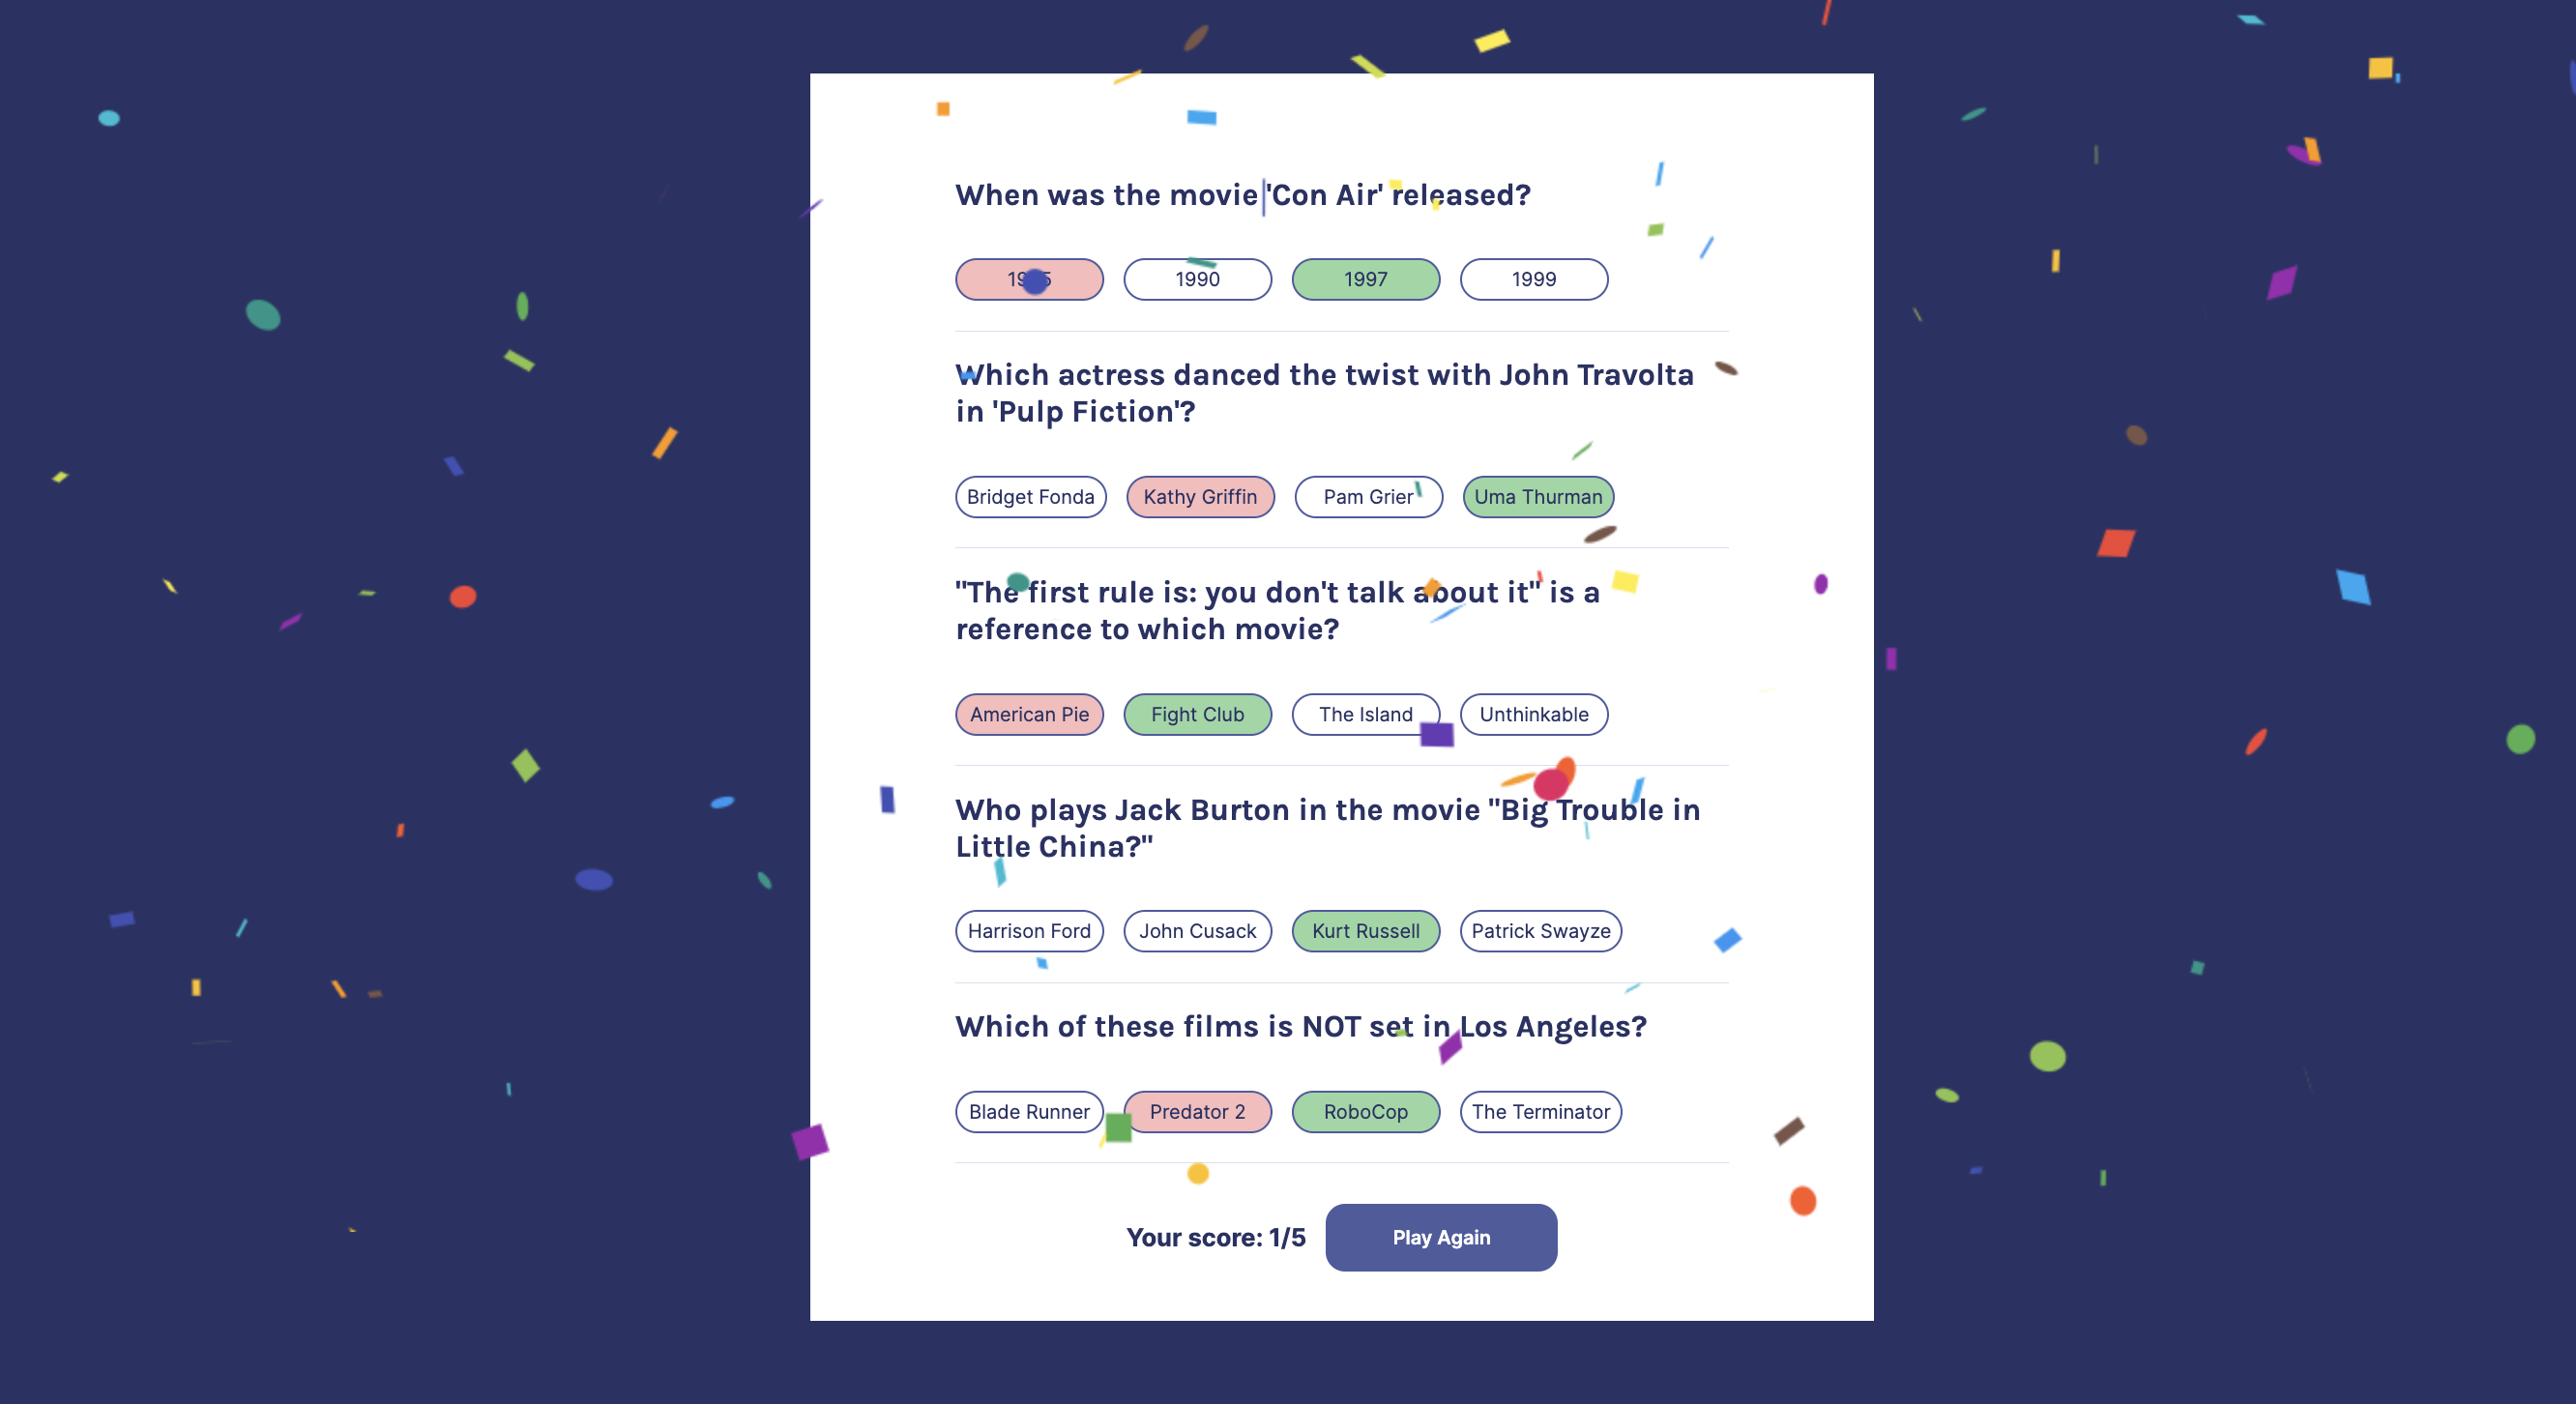 When was the movie 'Con Air' released?
1990 1997 1999
Which actress danced the twist with John Travolta
in 'Pulp Fiction'?
Bridget Fonda Kathy Griffin Pam Grier Uma Thurman
"The first rule is: you don't talk about it" is a
reference to which movie?
American Pie Fight Club The Island Unthinkable
Who plays Jack Burton in the movie "Big Trouble in
Little China?"
Harrison Ford John Cusack Kurt Russell Patrick Swayze
Which of these films is NOT set in Los Angeles?
Blade Runner Predator 2 RoboCop The Terminator
Your score: 1/5 Play Again